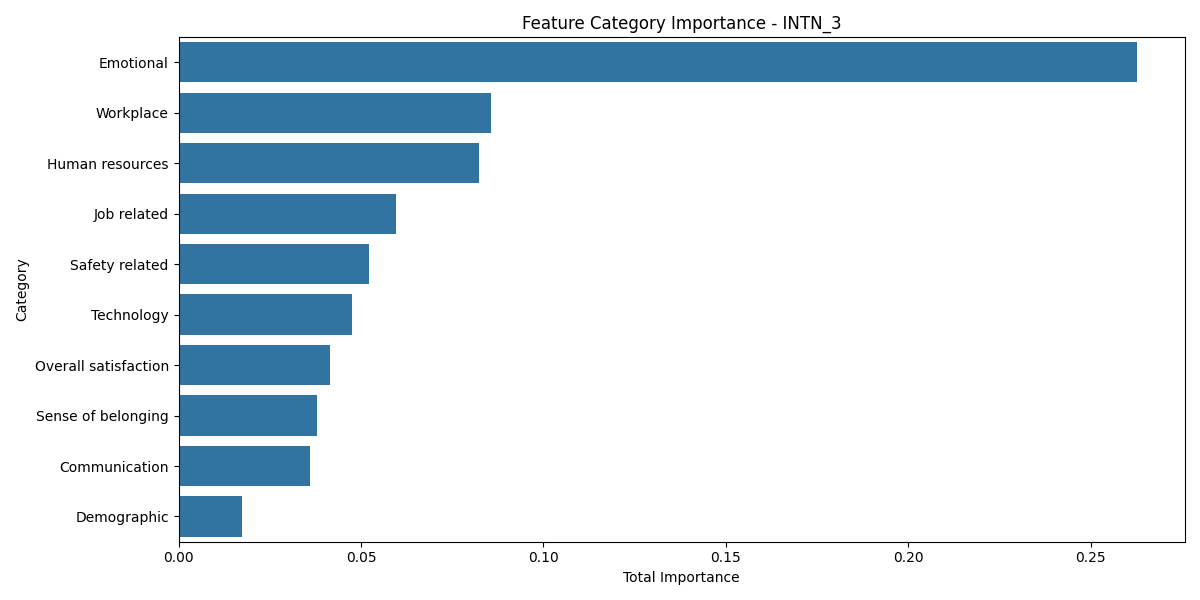 Feature Category Importance - INTN_3
Category
Emotional
Workplace
Human resources
Job related
Safety related
Technology
Overall satisfaction
Sense of belonging
Communication
Demographic
0.00 0.05 0.10 0.15 0.20 0.25
Total Importance